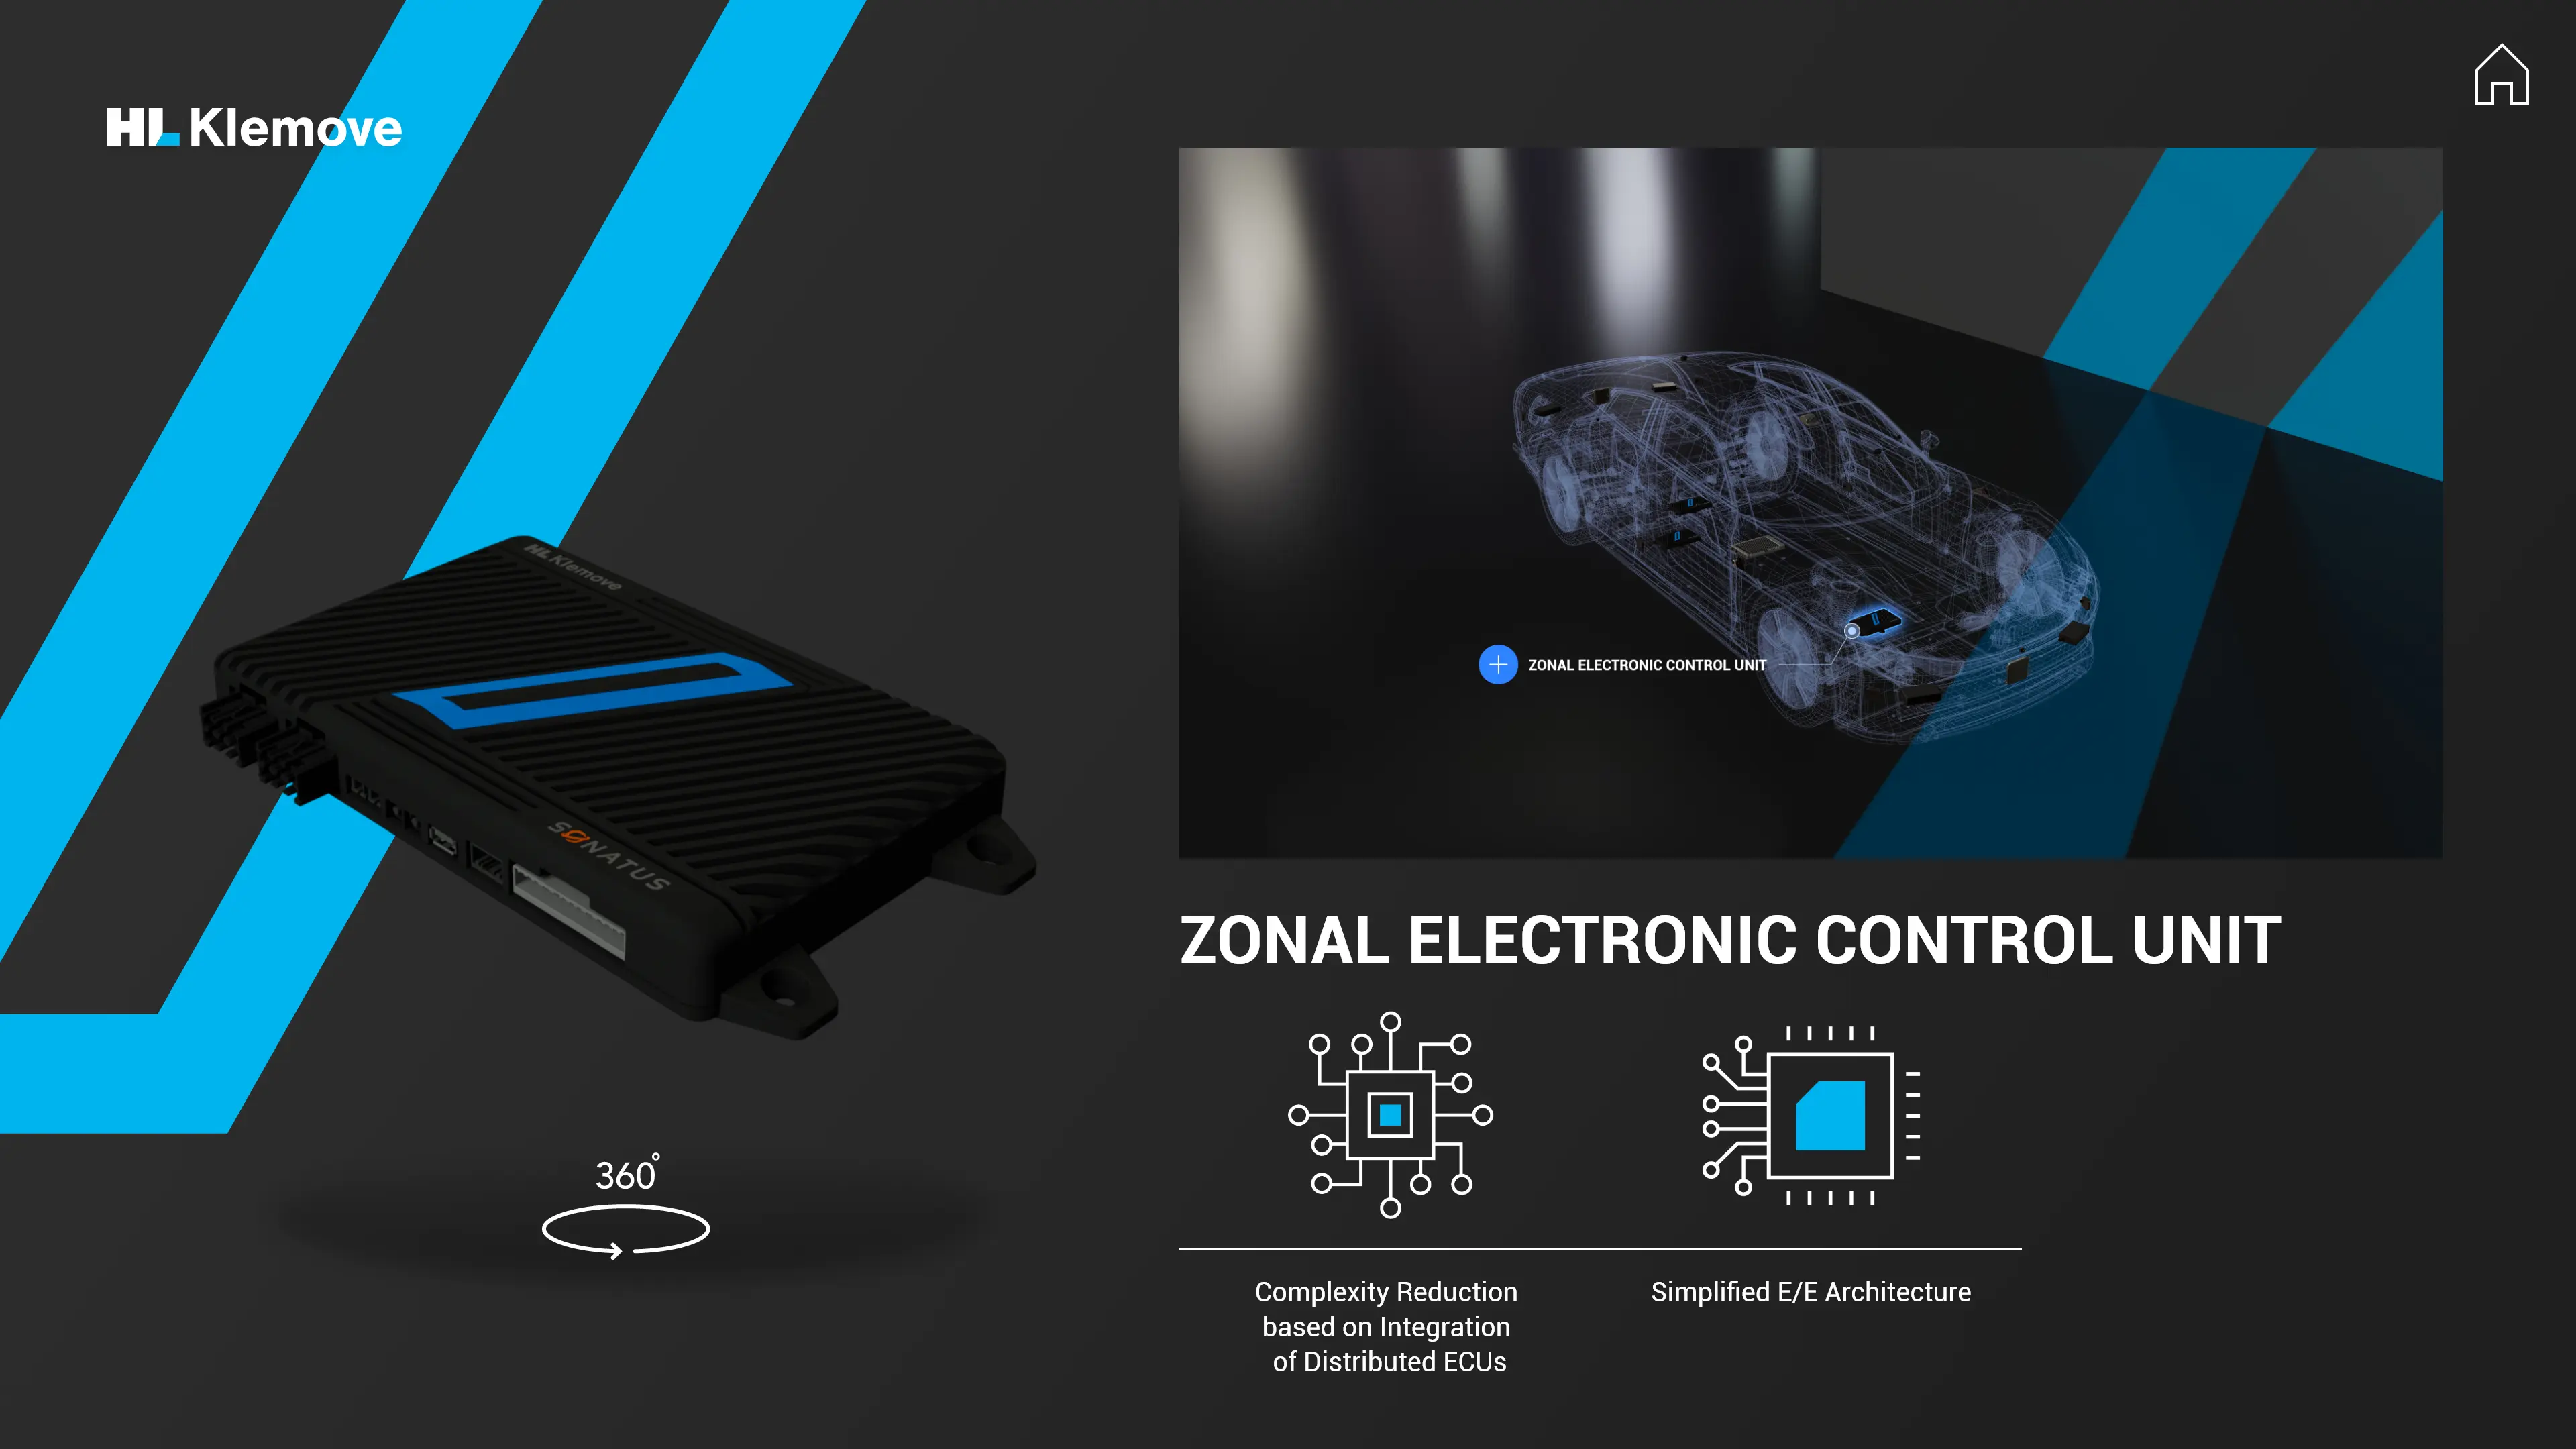 HL Klemove
HL Klemove
SONATUS
360°
ZONAL ELECTRONIC CONTROL UNIT
ZONAL ELECTRONIC CONTROL UNIT
Complexity Reduction
based on Integration
of Distributed ECUs
Simplified E/E Architecture